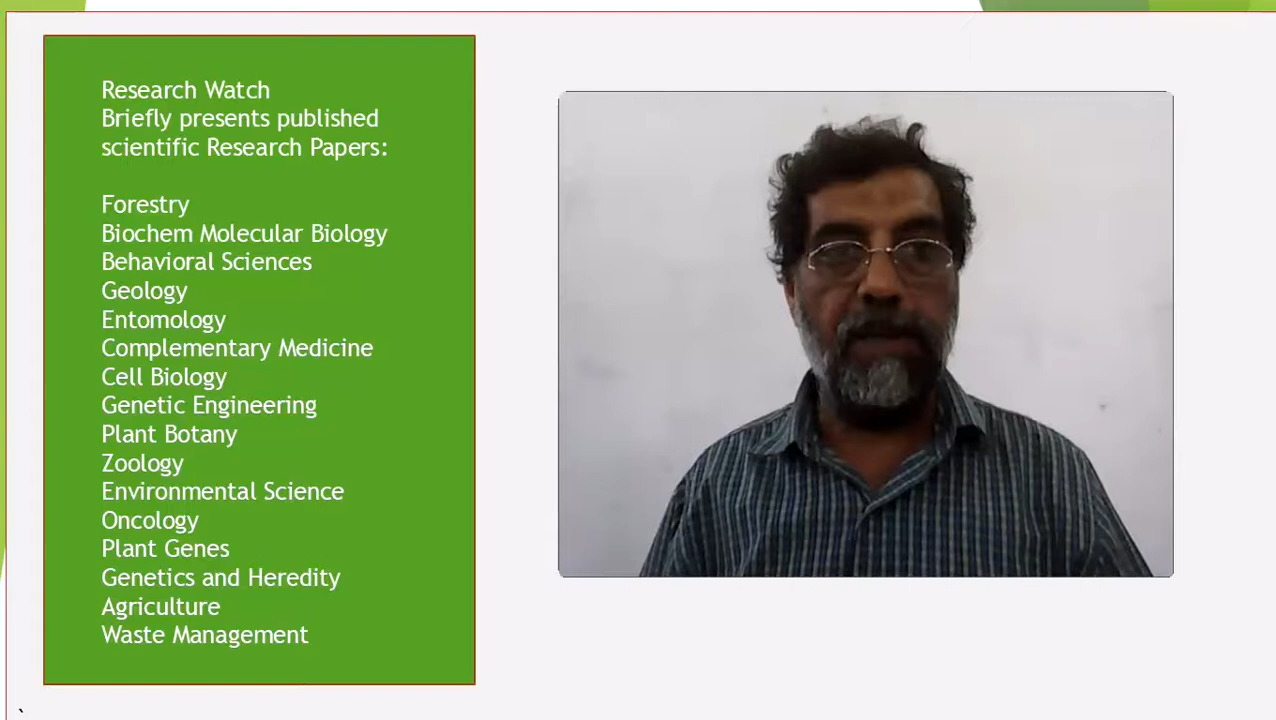 Research Watch
Briefly presents published
scientific Research Papers:
Forestry
Biochem Molecular Biology
Behavioral Sciences
Geology
Entomology
Complementary Medicine
Cell Biology
Genetic Engineering
Plant Botany
Zoology
Environmental Science
Oncology
Plant Genes
Genetics and Heredity
Agriculture
Waste Management
`